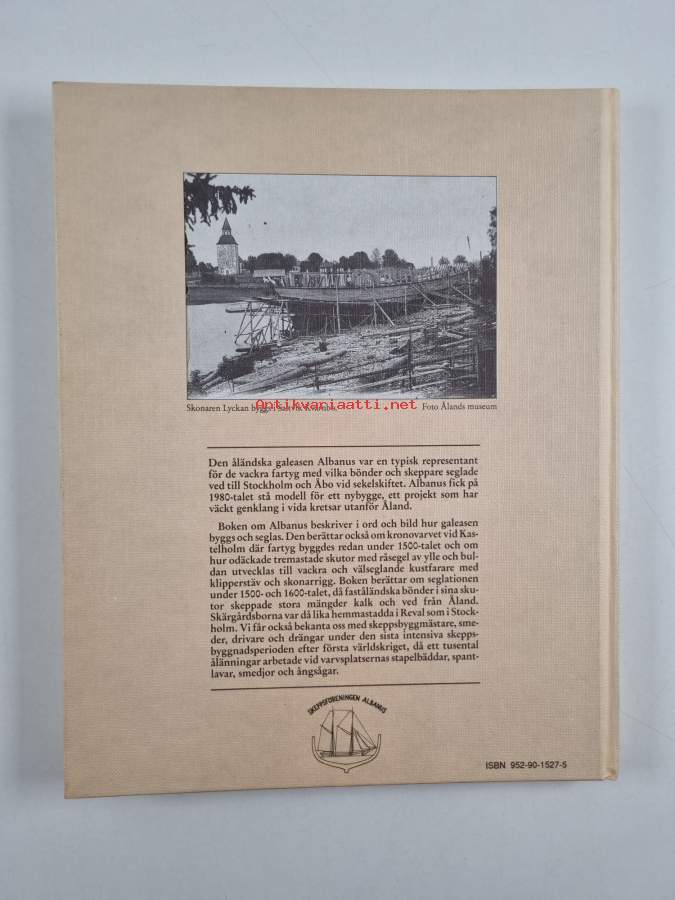 Skonaren Lyckan byggs i Saltvik Kvarnbo. Foto Ålands museum
Antikvariaatti.net
Den åländska galeasen Albanus var en typisk representant
för de vackra fartyg med vilka bönder och skeppare seglade
ved till Stockholm och Åbo vid sekelskiftet. Albanus fick på
1980-talet stå modell för ett nybygge, ett projekt som har
väckt genklang i vida kretsar utanför Åland.
Boken om Albanus beskriver i ord och bild hur galeasen
byggs och seglas. Den berättar också om kronovarvet vid Kas-
telholm där fartyg byggdes redan under 1500-talet och om
hur odäckade tremastade skutor med råsegel av ylle och bul-
dan utvecklas till vackra och välseglande kustfarare med
klipperstäv och skonarrigg. Boken berättar om seglationen
under 1500- och 1600-talet, då faståländska bönder i sina sku-
tor skeppade stora mängder kalk och ved från Åland.
Skärgårdsborna var då lika hemmastadda i Reval som i Stock-
holm. Vi får också bekanta oss med skeppsbyggmästare, sme-
der, drivare och drängar under den sista intensiva skepps-
byggnadsperioden efter första världskriget, då ett tusental
ålänningar arbetade vid varvsplatsernas stapelbäddar, spant-
lavar, smedjor och ångsågar.
SKEPPSFÖRENINGEN ALBANUS
ISBN 952-90-1527-5